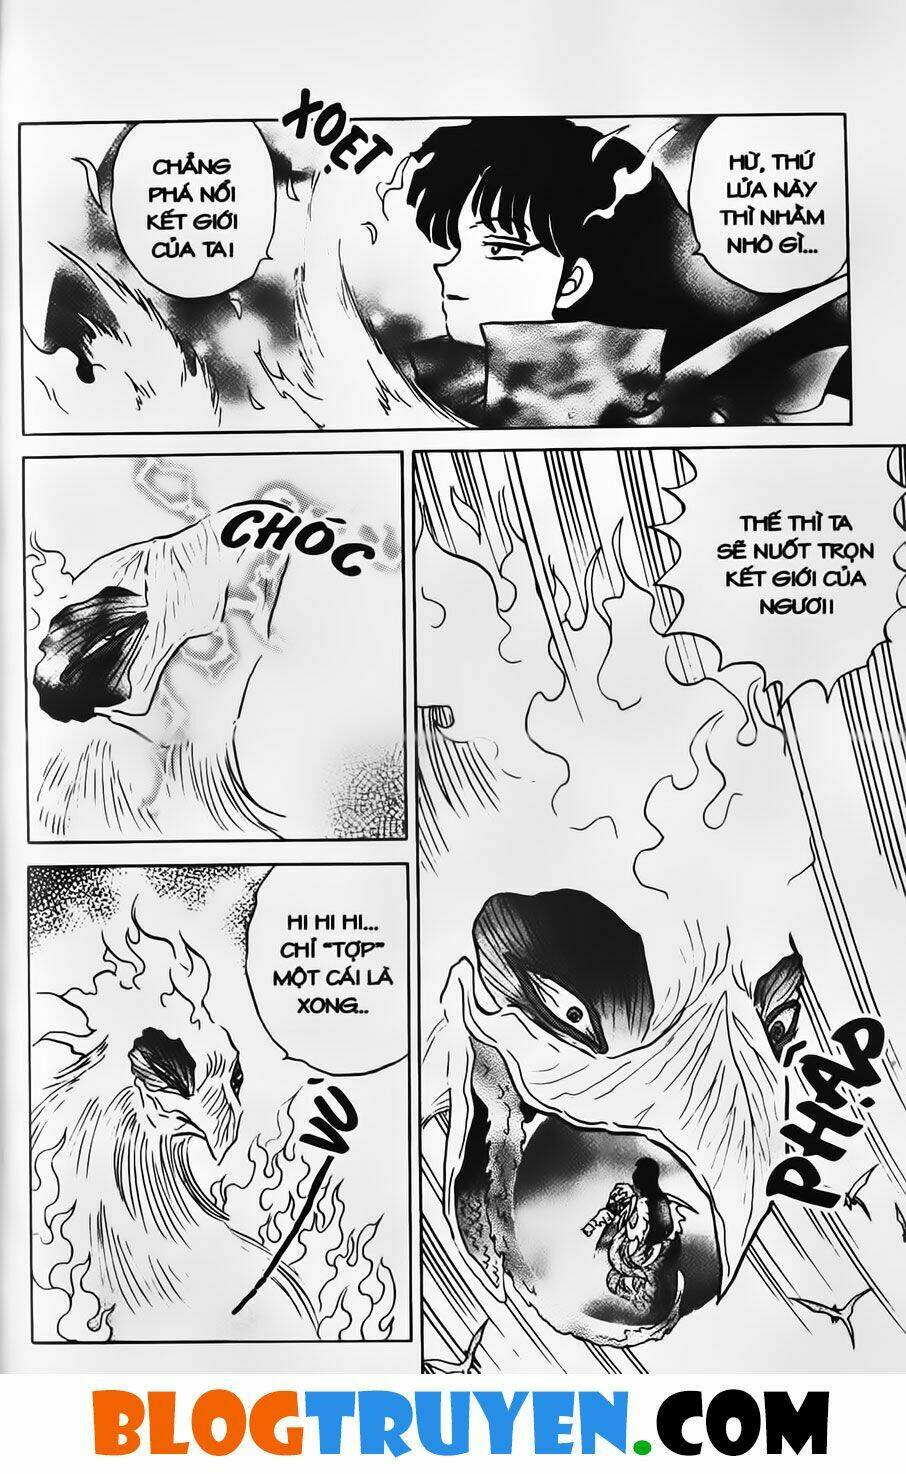 HỪ, THỨ
LỬA NÀY
THÌ NHẰM
NHÒ GÌ...
XOẸT
CHẲNG
PHÁ NỔI
KẾT GIỚI
CỦA TA!
THẾ THÌ TA
SẼ NUỐT TRỌN
KẾT GIỚI CỦA
NGƯƠI!
PHẬP
CHÓC
HI HI HI...
CHỈ "TỢP"
MỘT CÁI LÀ
XONG...
VÙ
BLOGTRUYEN.COM